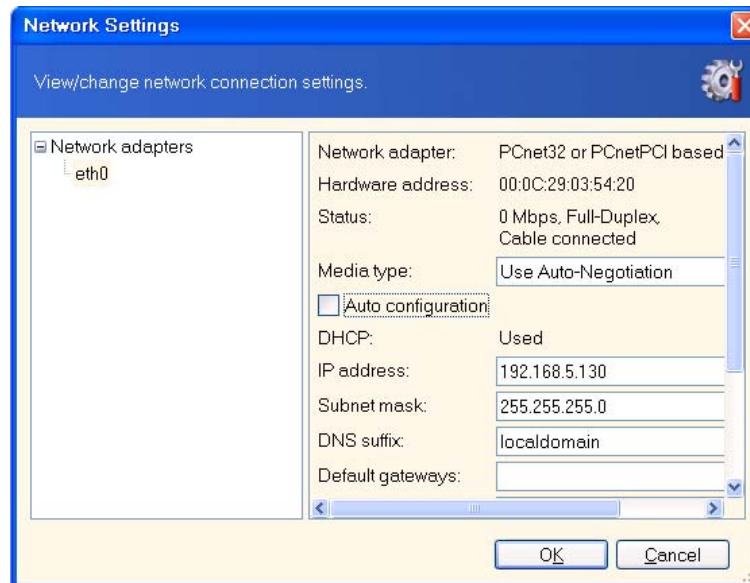 Network Settings
View/change network connection settings.
Network adapters
eth0
Network adapter: PCnet32 or PCnetPCI based
Hardware address: 00:0C:29:03:54:20
Status: 0 Mbps, Full-Duplex,
Cable connected
Media type: Use Auto-Negotiation
Auto configuration
DHCP: Used
IP address: 192.168.5.130
Subnet mask: 255.255.255.0
DNS suffix: localdomain
Default gateways:
OK Cancel